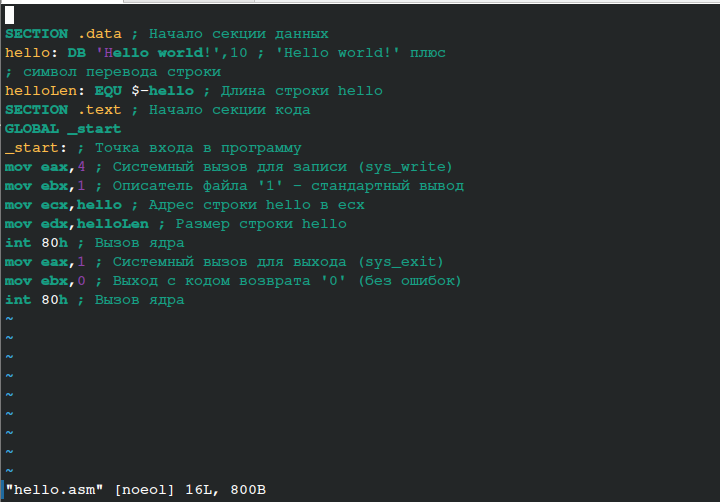 SECTION .data ; Начало секции данных
hello: DB 'Hello world!',10 ; 'Hello world!' плюс
; символ перевода строки
helloLen: EQU $-hello ; Длина строки hello
SECTION .text ; Начало секции кода
GLOBAL _start
_start: ; Точка входа в программу
mov eax,4 ; Системный вызов для записи (sys_write)
mov ebx,1 ; Описатель файла '1' - стандартный вывод
mov ecx,hello ; Адрес строки hello в ecx
mov edx,helloLen ; Размер строки hello
int 80h ; Вызов ядра
mov eax,1 ; Системный вызов для выхода (sys_exit)
mov ebx,0 ; Выход с кодом возврата '0' (без ошибок)
int 80h ; Вызов ядра
~
~
~
~
~
~
~
~
~
"hello.asm" [noeol] 16L, 800B